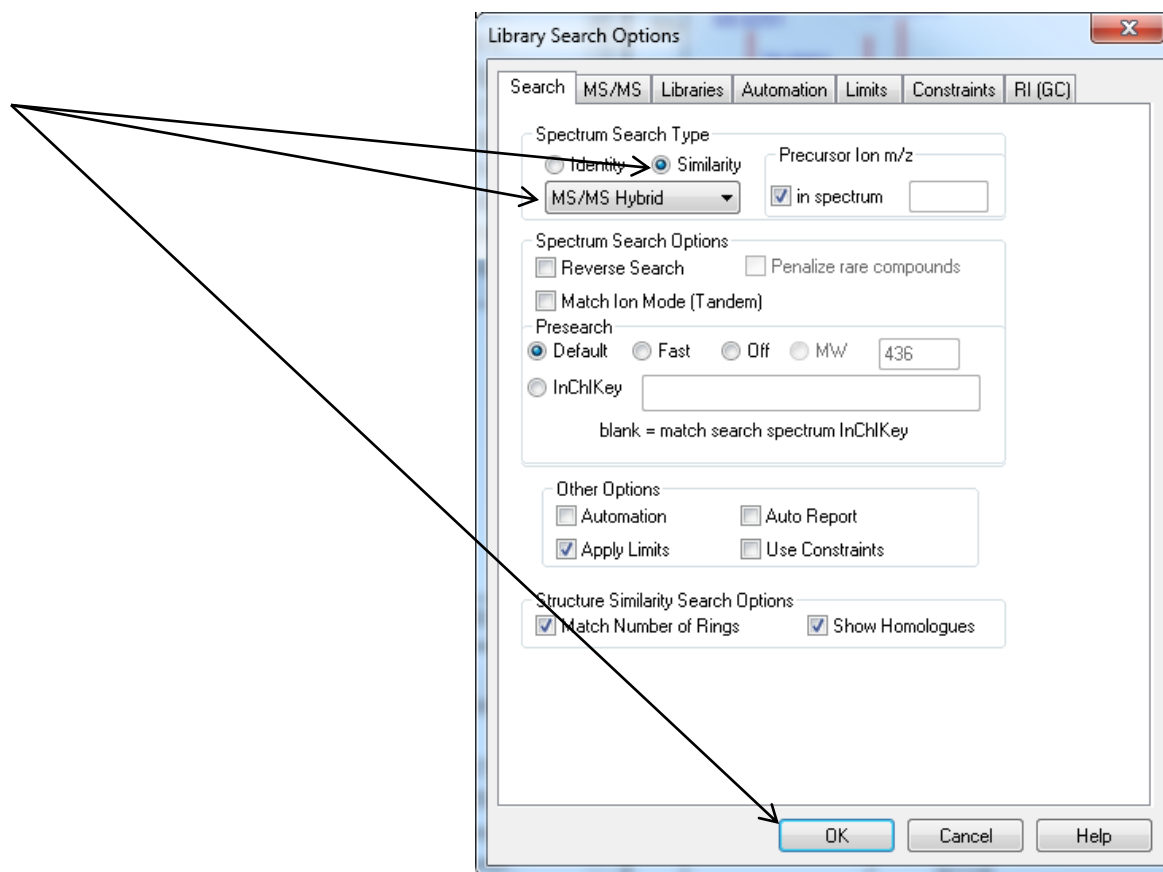 Library Search Options
X
Search MS/MS Libraries Automation Limits Constraints RI (GC)
Spectrum Search Type
Identity Similarity
MS/MS Hybrid
Precursor Ion m/z
in spectrum
Spectrum Search Options
Reverse Search Penalize rare compounds
Match Ion Mode (Tandem)
Presearch
Default Fast Off MW 436
InChIKey
blank = match search spectrum InChIKey
Other Options
Automation Auto Report
Apply Limits Use Constraints
Structure Similarity Search Options
Match Number of Rings Show Homologues
OK Cancel Help